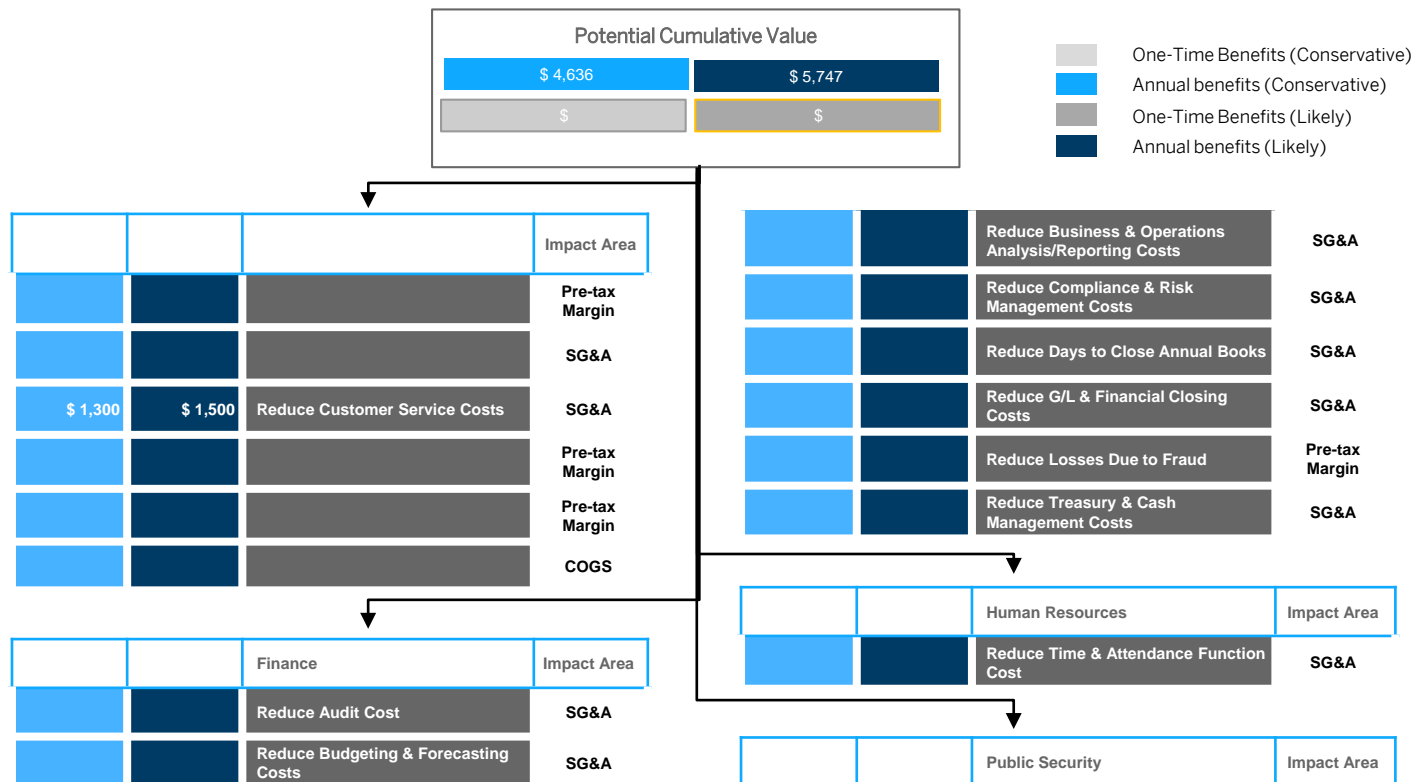 Potential Cumulative Value
$ 4,636
$ 5,747
$
$
One-Time Benefits (Conservative)
Annual benefits (Conservative)
One-Time Benefits (Likely)
Annual benefits (Likely)
Impact Area
Pre-tax
Margin
SG&A
$ 1,300
$ 1,500
Reduce Customer Service Costs
SG&A
Pre-tax
Margin
Pre-tax
Margin
COGS
Finance
Impact Area
Reduce Audit Cost
SG&A
Reduce Budgeting & Forecasting
Costs
SG&A
Reduce Business & Operations
Analysis/Reporting Costs
SG&A
Reduce Compliance & Risk
Management Costs
SG&A
Reduce Days to Close Annual Books
SG&A
Reduce G/L & Financial Closing
Costs
SG&A
Reduce Losses Due to Fraud
Pre-tax
Margin
Reduce Treasury & Cash
Management Costs
SG&A
Human Resources
Impact Area
Reduce Time & Attendance Function
Cost
SG&A
Public Security
Impact Area